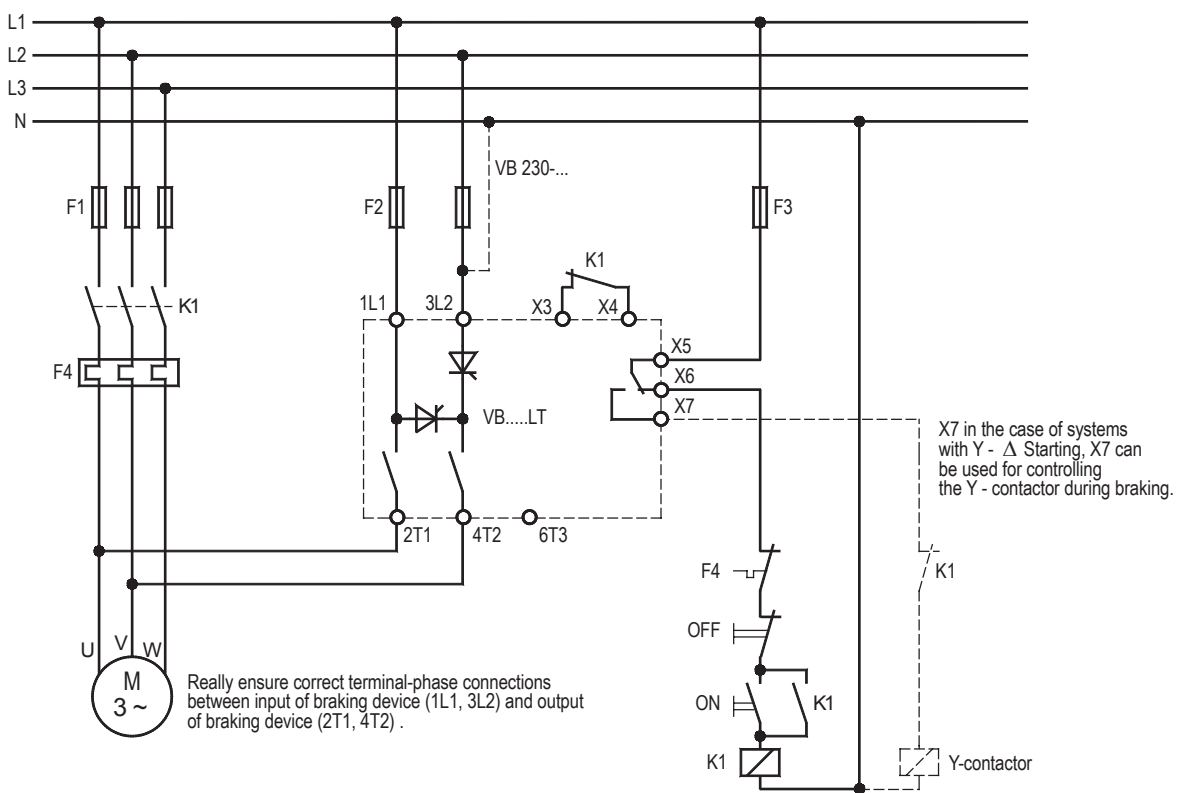 L1
L2
L3
N
VB 230-...
F1
F2
F3
K1
1L1
3L2
X3
X4
K1
X5
F4
X6
X7
VB.....LT
X7 in the case of systems
with Y - Δ Starting, X7 can
be used for controlling
the Y - contactor during braking.
2T1
4T2
6T3
F4
K1
OFF
U
V
W
M
3 ~
Really ensure correct terminal-phase connections
between input of braking device (1L1, 3L2) and output
of braking device (2T1, 4T2) .
ON
K1
K1
Y-contactor